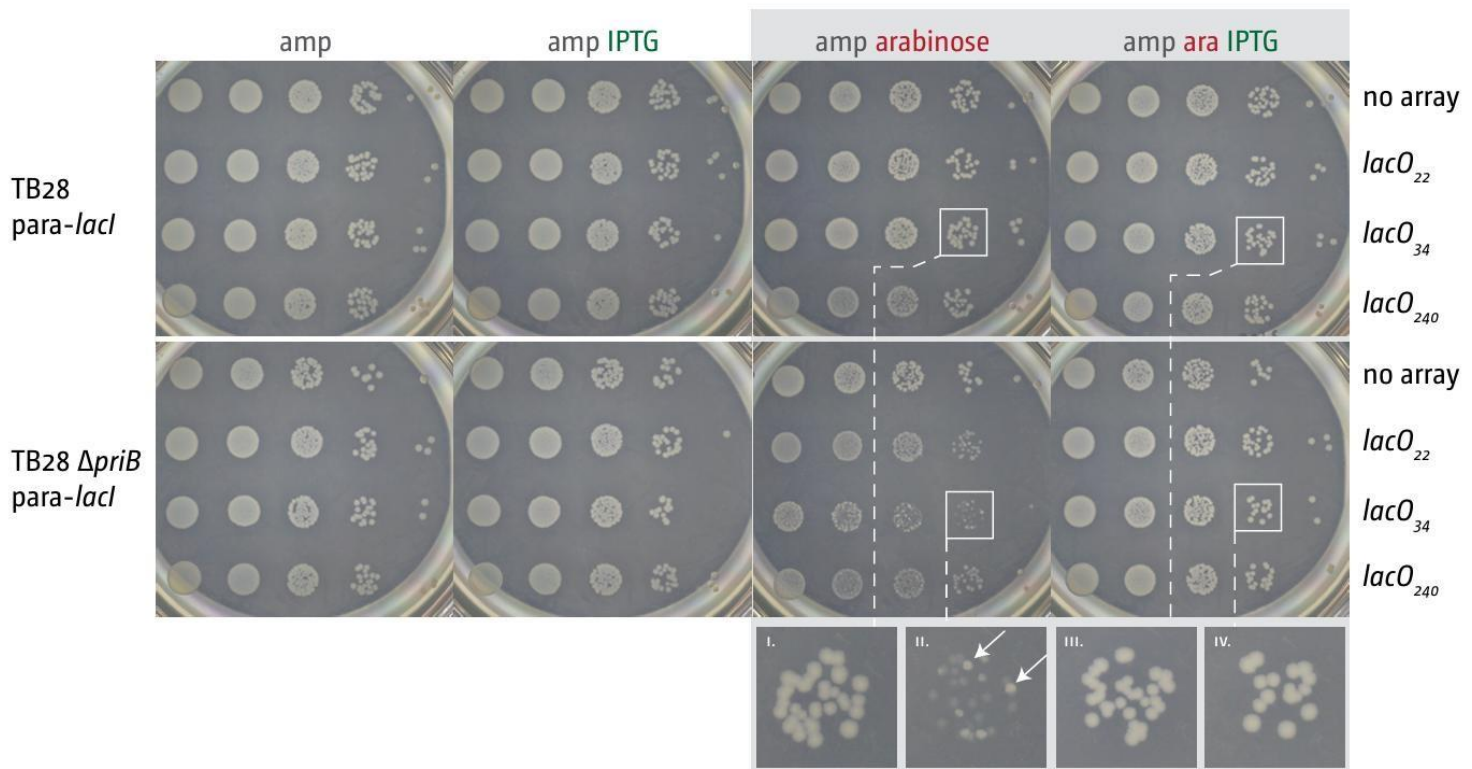 amp
amp IPTG
amp arabinose
amp ara IPTG
TB28
para-lacI
no array
lacO₂₂
lacO₃₄
lacO₂₄₀
TB28 ΔpriB
para-lacI
no array
lacO₂₂
lacO₃₄
lacO₂₄₀
I.
II.
III.
IV.